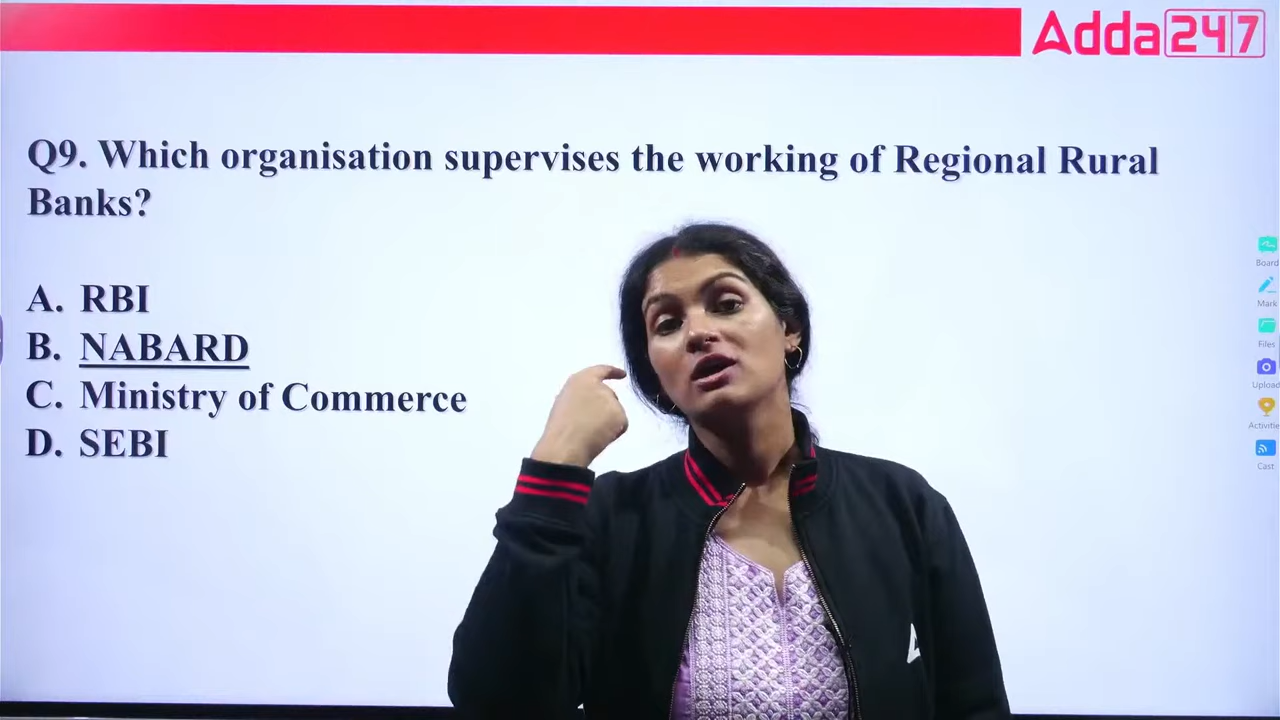 Adda247
Q9. Which organisation supervises the working of Regional Rural
Banks?
A. RBI
B. NABARD
C. Ministry of Commerce
D. SEBI
Board
Mark
Files
Upload
Activitie
Cast